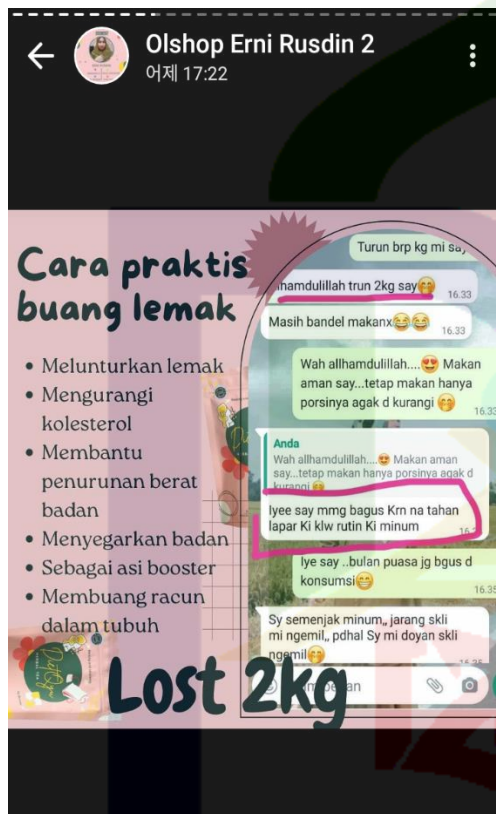 Olshop Erni Rusdin 2
어제 17:22
Cara praktis
buang lemak
• Melunturkan lemak
• Mengurangi
kolesterol
• Membantu
penurunan berat
badan
• Menyegarkan badan
• Sebagai asi booster
• Membuang racun
dalam tubuh
Turun brp kg mi say
hamdulillah trun 2kg say🤭
16.33
Masih bandel makanx😂😂
16.33
Wah allhamdulillah....😍 Makan
aman say...tetap makan hanya
porsinya agak d kurangi 🤭
16.33
Anda
Wah allhamdulillah....😍 Makan aman
say...tetap makan hanya porsinya agak d
kurangi 🤭
Iyee say mmg bagus Krn na tahan
lapar Ki klw rutin Ki minum
Iye say ..bulan puasa jg bgus d
konsumsi😁
16.35
Sy semenjak minum,, jarang skli
mi ngemil,, pdhal Sy mi doyan skli
ngemil🤭
Lost 2kg